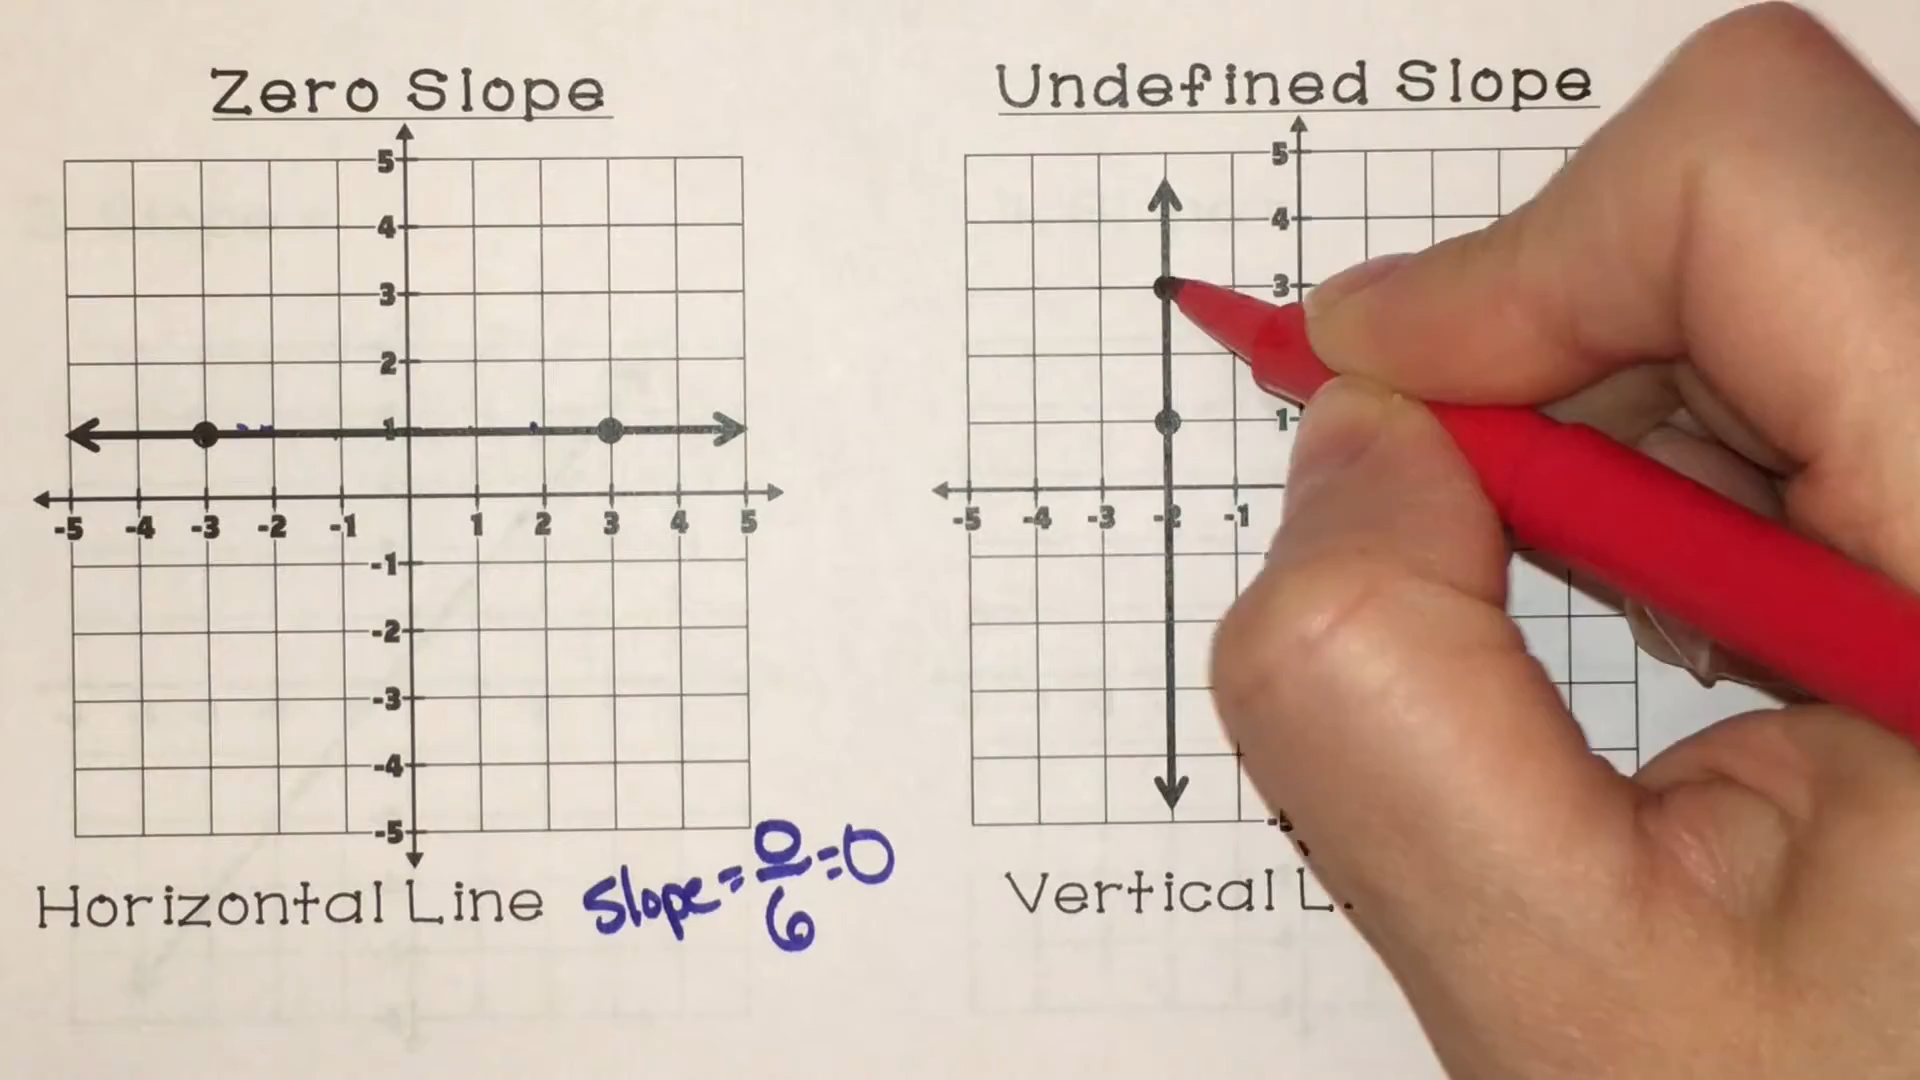 Zero Slope
5
4
3
2
1
-5 -4 -3 -2 -1 1 2 3 4 5
-1
-2
-3
-4
-5
Horizontal Line
slope = 0/6 = 0
Undefined Slope
5
4
3
1
-5 -4 -3 -2 -1
Vertical